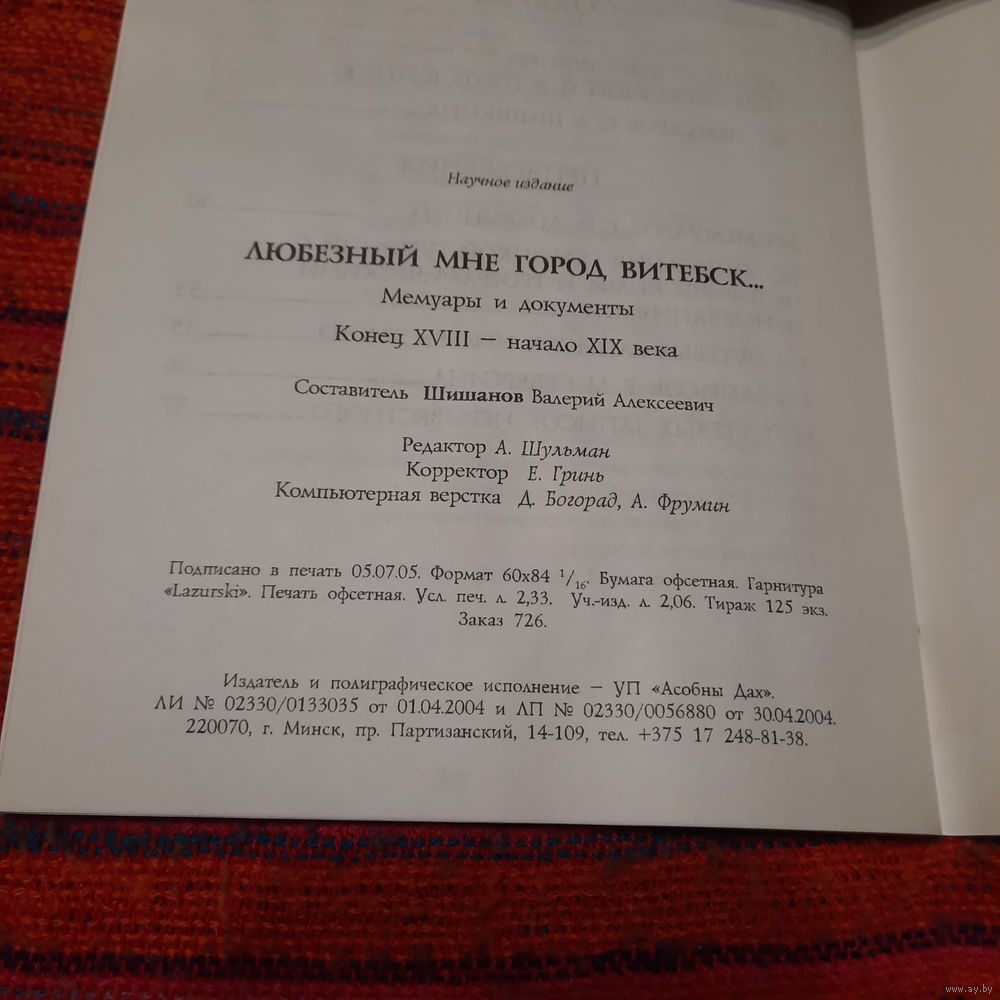 Научное издание
ЛЮБЕЗНЫЙ МНЕ ГОРОД ВИТЕБСК...
Мемуары и документы
Конец XVIII – начало XIX века
Составитель Шишанов Валерий Алексеевич
Редактор А. Шульман
Корректор Е. Гринь
Компьютерная верстка Д. Богорад, А. Фрумин
Подписано в печать 05.07.05. Формат 60х84 1/16. Бумага офсетная. Гарнитура
«Lazurski». Печать офсетная. Усл. печ. л. 2,33. Уч.-изд. л. 2,06. Тираж 125 экз.
Заказ 726.
Издатель и полиграфическое исполнение – УП «Асобны Дах».
ЛИ № 02330/0133035 от 01.04.2004 и ЛП № 02330/0056880 от 30.04.2004.
220070, г. Минск, пр. Партизанский, 14-109, тел. +375 17 248-81-38.
www.ay.by